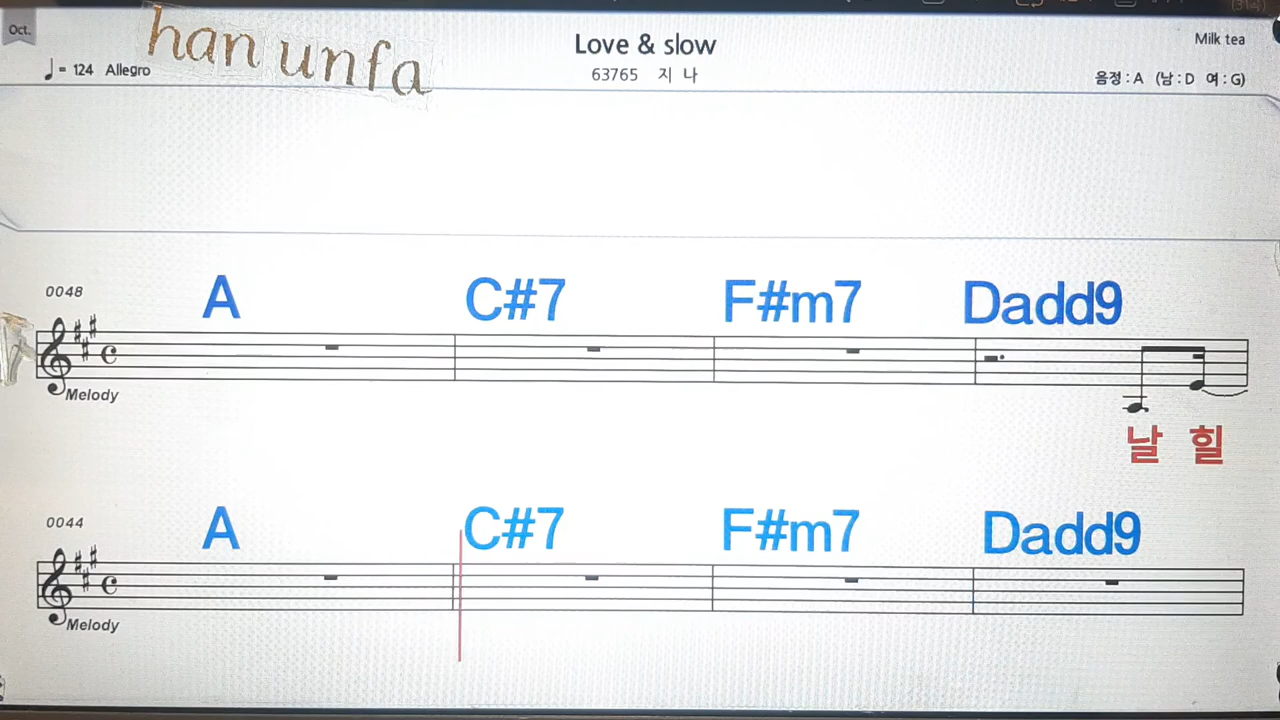 Oct.
han unfa
Love & slow
Milk tea
♩= 124 Allegro
63765 지 나
음정 : A (남 : D 여 : G)
0048
A C#7 F#m7 Dadd9
Melody
날 힐
0044
A C#7 F#m7 Dadd9
Melody